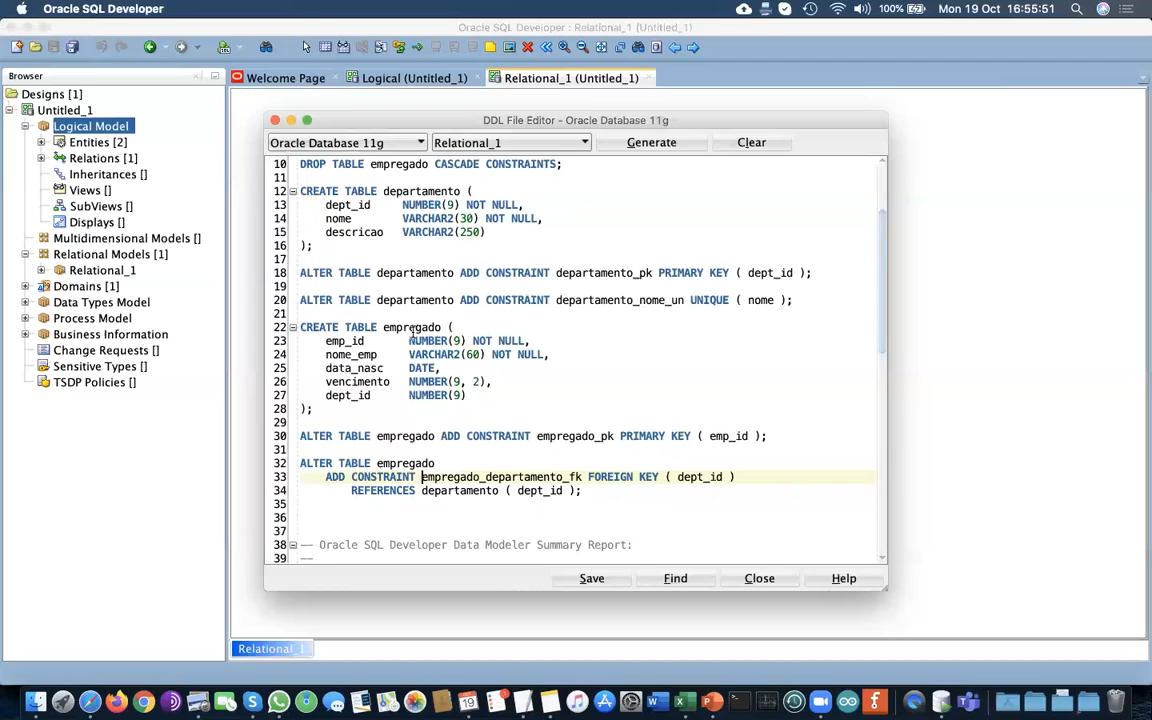 Oracle SQL Developer 100% Mon 19 Oct 16:55:51
Oracle SQL Developer : Relational_1 (Untitled_1)
Browser
Welcome Page
Logical (Untitled_1)
Relational_1 (Untitled_1)
Designs [1]
Untitled_1
Logical Model
Entities [2]
Relations [1]
Inheritances []
Views []
SubViews []
Displays []
Multidimensional Models []
Relational Models [1]
Relational_1
Domains [1]
Data Types Model
Process Model
Business Information
Change Requests []
Sensitive Types []
TSDP Policies []
DDL File Editor - Oracle Database 11g
Oracle Database 11g Relational_1 Generate Clear
10 DROP TABLE empregado CASCADE CONSTRAINTS;
11
12 CREATE TABLE departamento (
13 dept_id NUMBER(9) NOT NULL,
14 nome VARCHAR2(30) NOT NULL,
15 descricao VARCHAR2(250)
16 );
17
18 ALTER TABLE departamento ADD CONSTRAINT departamento_pk PRIMARY KEY ( dept_id );
19
20 ALTER TABLE departamento ADD CONSTRAINT departamento_nome_un UNIQUE ( nome );
21
22 CREATE TABLE empregado (
23 emp_id NUMBER(9) NOT NULL,
24 nome_emp VARCHAR2(60) NOT NULL,
25 data_nasc DATE,
26 vencimento NUMBER(9, 2),
27 dept_id NUMBER(9)
28 );
29
30 ALTER TABLE empregado ADD CONSTRAINT empregado_pk PRIMARY KEY ( emp_id );
31
32 ALTER TABLE empregado
33 ADD CONSTRAINT empregado_departamento_fk FOREIGN KEY ( dept_id )
34 REFERENCES departamento ( dept_id );
35
36
37
38 -- Oracle SQL Developer Data Modeler Summary Report:
39 --
Save Find Close Help
Relational_1